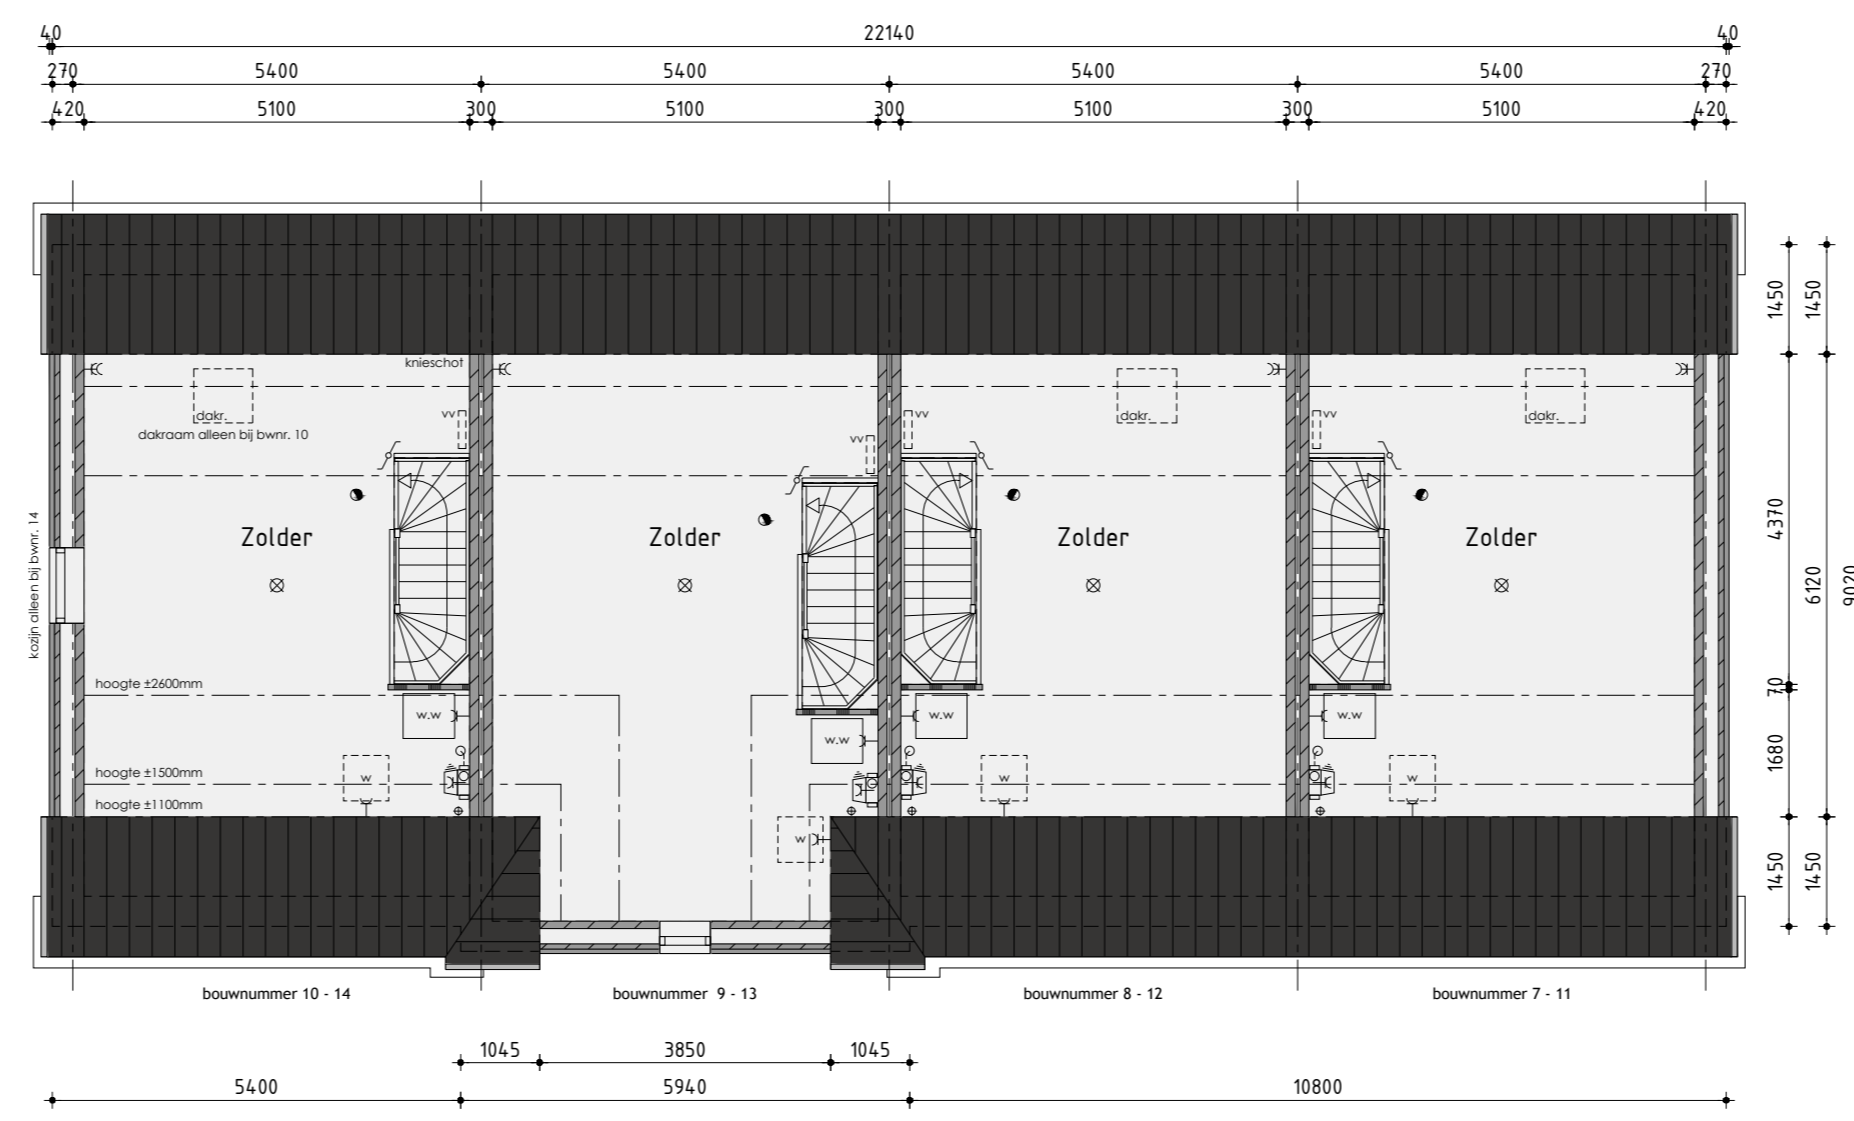 40 22140 40
270 5400 5400 5400 5400 270
420 5100 300 5100 300 5100 300 5100 420
1450 1450
knieschot
dakr. dakr. dakr.
vv vv vv
dakraam alleen bij bwnr. 10
vv
kozijn alleen bij bwnr. 14
Zolder Zolder Zolder Zolder
4370
6120 9020
hoogte ±2600mm
70
w.w w.w w.w
w.w
1680
hoogte ±1500mm
w w w
hoogte ±1100mm
w
1450 1450
bouwnummer 10 - 14 bouwnummer 9 - 13 bouwnummer 8 - 12 bouwnummer 7 - 11
1045 3850 1045
5400 5940 10800